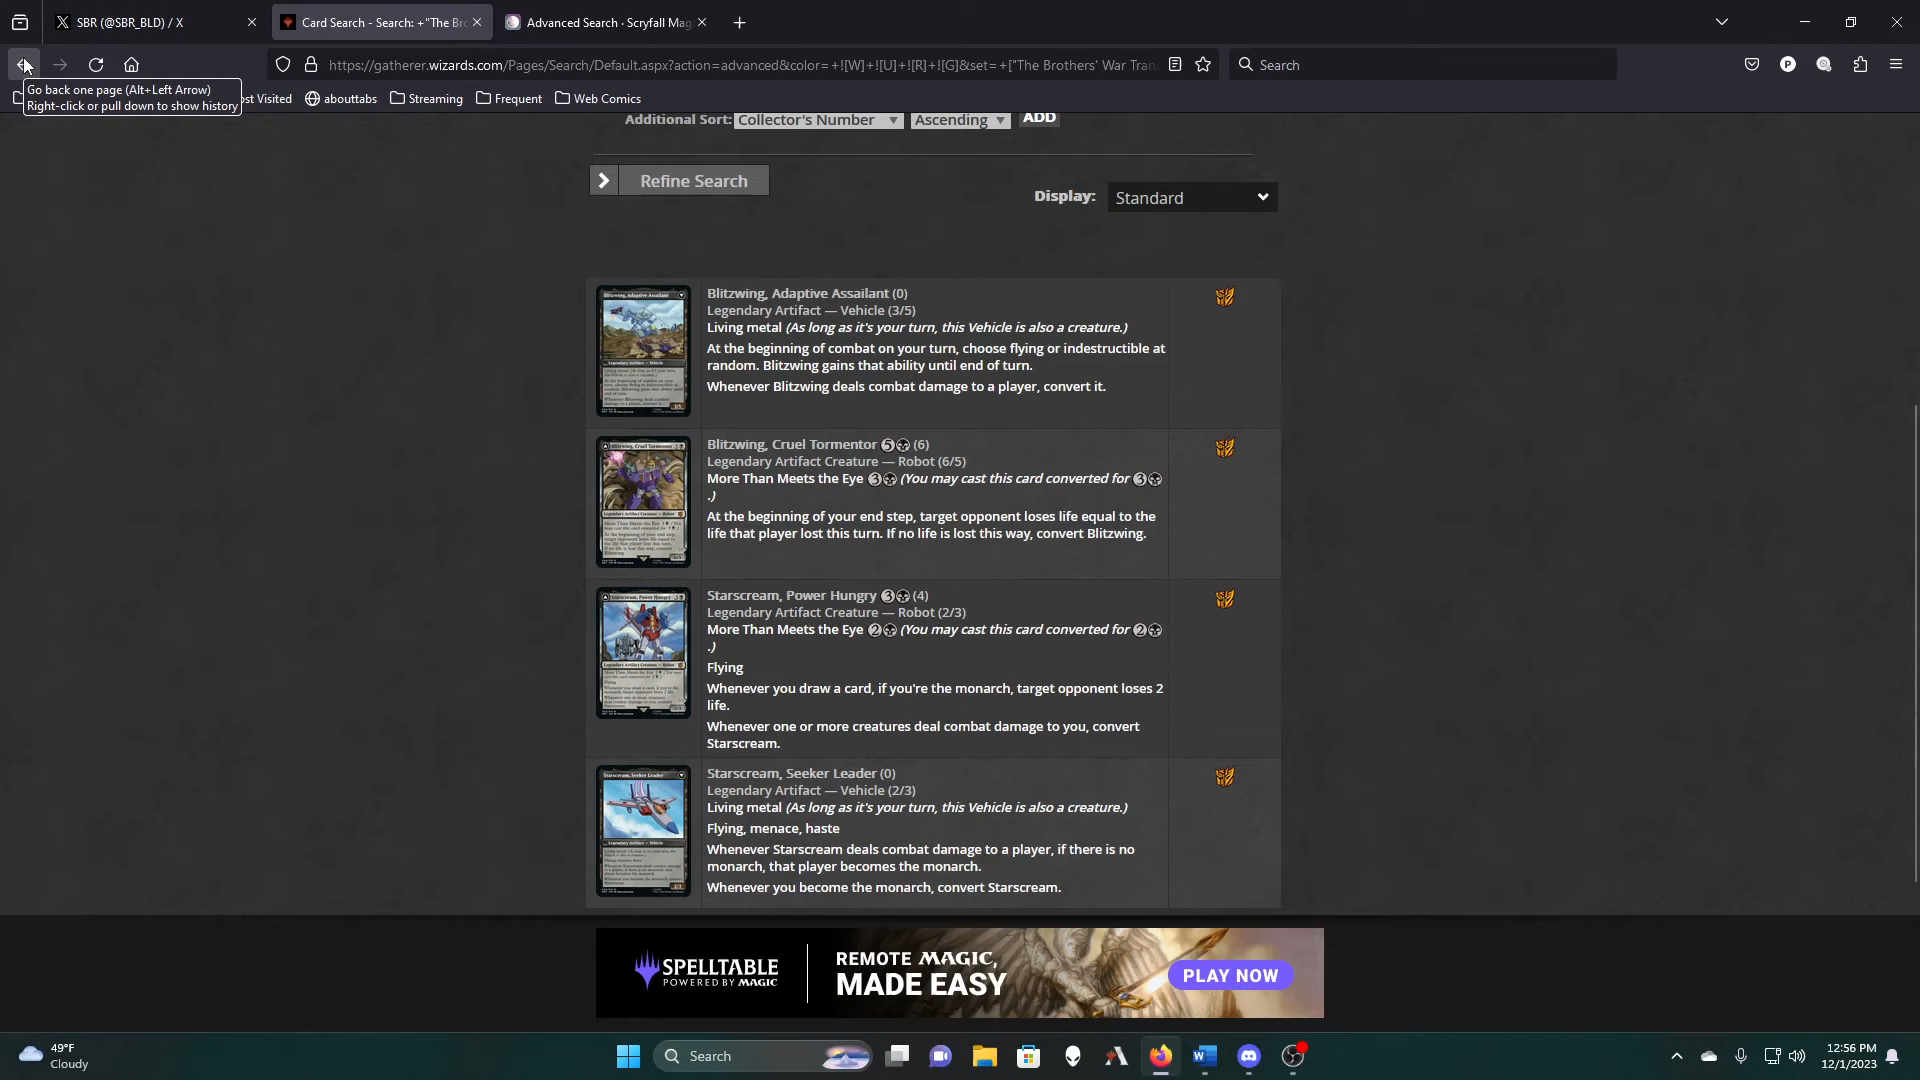 SBR (@SBR_BLD) / X
Card Search - Search: +"The Bro
Advanced Search · Scryfall Mag
https://gatherer.wizards.com/Pages/Search/Default.aspx?action=advanced&color=+![W]+![U]+![R]+![G]&set=+["The Brothers' War Tran
Search
Go back one page (Alt+Left Arrow)
Right-click or pull down to show history
ost Visited
abouttabs
Streaming
Frequent
Web Comics
Additional Sort: Collector's Number Ascending ADD
Refine Search
Display: Standard
Blitzwing, Adaptive Assailant (0)
Legendary Artifact — Vehicle (3/5)
Living metal (As long as it's your turn, this Vehicle is also a creature.)
At the beginning of combat on your turn, choose flying or indestructible at
random. Blitzwing gains that ability until end of turn.
Whenever Blitzwing deals combat damage to a player, convert it.
Blitzwing, Cruel Tormentor 5 (6)
Legendary Artifact Creature — Robot (6/5)
More Than Meets the Eye 3 (You may cast this card converted for 3
.)
At the beginning of your end step, target opponent loses life equal to the
life that player lost this turn. If no life is lost this way, convert Blitzwing.
Starscream, Power Hungry 3 (4)
Legendary Artifact Creature — Robot (2/3)
More Than Meets the Eye 2 (You may cast this card converted for 2
.)
Flying
Whenever you draw a card, if you're the monarch, target opponent loses 2
life.
Whenever one or more creatures deal combat damage to you, convert
Starscream.
Starscream, Seeker Leader (0)
Legendary Artifact — Vehicle (2/3)
Living metal (As long as it's your turn, this Vehicle is also a creature.)
Flying, menace, haste
Whenever Starscream deals combat damage to a player, if there is no
monarch, that player becomes the monarch.
Whenever you become the monarch, convert Starscream.
SPELLTABLE
POWERED BY MAGIC
REMOTE MAGIC,
MADE EASY
PLAY NOW
49°F
Cloudy
Search
12:56 PM
12/1/2023